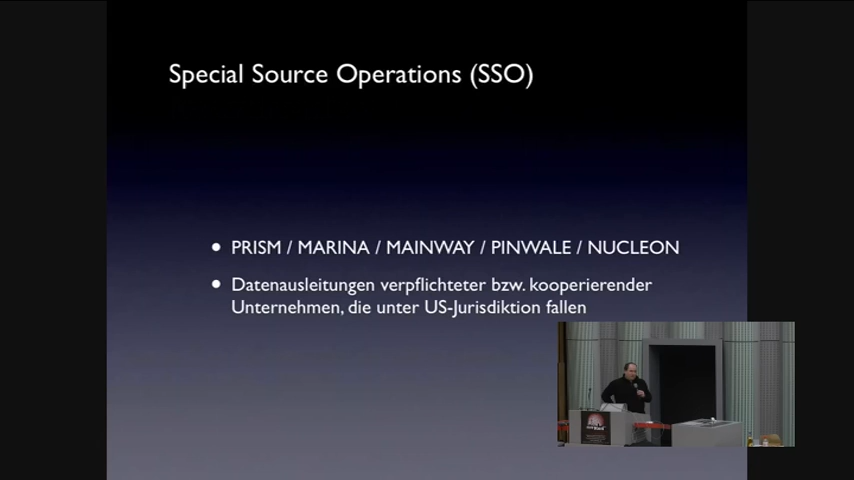 Special Source Operations (SSO)
• PRISM / MARINA / MAINWAY / PINWALE / NUCLEON
• Datenausleitungen verpflichteter bzw. kooperierender
Unternehmen, die unter US-Jurisdiktion fallen